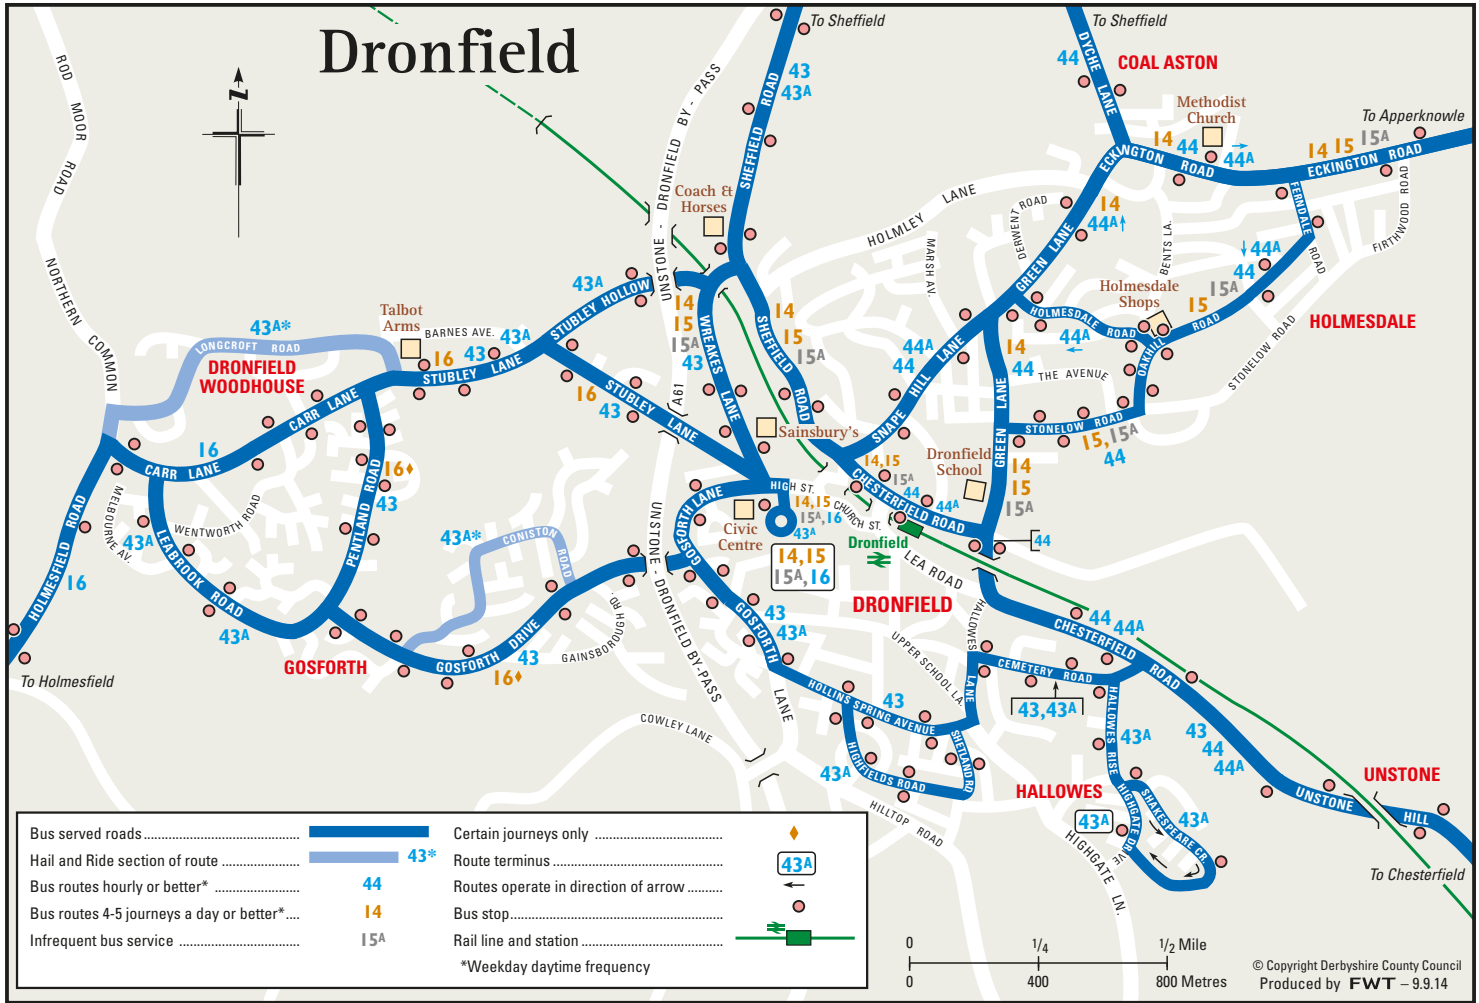 Dronfield
To Sheffield
To Sheffield
ROD MOOR ROAD
UNSTONE - DRONFIELD BY - PASS
43
43A
SHEFFIELD ROAD
44
DYCHE LANE
COAL ASTON
Methodist
Church
To Apperknowle
14
44
44A
ECKINGTON ROAD
14 15 15A
ECKINGTON ROAD
Coach &
Horses
HOLMLEY LANE
DERWENT ROAD
14
44A
GREEN LANE
MARSH AV.
BENTS LA.
FERNDALE ROAD
FIRTHWOOD ROAD
44A
44
15A
15
Holmesdale
Shops
HOLMESDALE ROAD
OAKHILL ROAD
HOLMESDALE
STONELOW ROAD
44A
THE AVENUE
NORTHERN COMMON
43A*
LONGCROFT ROAD
Talbot
Arms
BARNES AVE.
43A
STUBLEY HOLLOW
43A
16
43
STUBLEY LANE
DRONFIELD
WOODHOUSE
CARR LANE
16
CARR LANE
16
43
STUBLEY LANE
A61
14
15
15A
43
WREAKES LANE
14
15
15A
SHEFFIELD ROAD
44A
44
SNAPE HILL LANE
14
44
GREEN LANE
STONELOW ROAD
15, 15A
44
Sainsbury's
Dronfield
School
14
15
15A
14,15
15A
44
44A
CHESTERFIELD ROAD
44
HIGH ST.
14,15
15A,16
43A
CHURCH ST.
Civic
Centre
14,15
15A,16
Dronfield
LEA ROAD
DRONFIELD
GOSFORTH LANE
MELBOURNE AV.
WENTWORTH ROAD
43A
LEABROOK ROAD
43A
HOLMESFIELD ROAD
16
To Holmesfield
PENTLAND ROAD
16
43
43A*
CONISTON ROAD
GOSFORTH
GOSFORTH DRIVE
43
16
GAINSBOROUGH RD.
UNSTONE - DRONFIELD BY-PASS
GOSFORTH LANE
43
43A
COWLEY LANE
HOLLINS SPRING AVENUE
43
43A
HIGHFIELDS ROAD
SHETLAND RD.
HILLTOP ROAD
UPPER SCHOOL LA.
HALLOWES LANE
CEMETERY ROAD
43,43A
44
44A
CHESTERFIELD ROAD
HALLOWES RISE
43A
HALLOWES
43A
HIGHGATE DRIVE
SHAKESPEARE CR.
43A
HIGHGATE LN.
43
44
44A
UNSTONE
UNSTONE HILL
To Chesterfield
Bus served roads
Hail and Ride section of route 43*
Bus routes hourly or better* 44
Bus routes 4-5 journeys a day or better* 14
Infrequent bus service 15A
Certain journeys only
Route terminus 43A
Routes operate in direction of arrow
Bus stop
Rail line and station
*Weekday daytime frequency
0 1/4 1/2 Mile
0 400 800 Metres
© Copyright Derbyshire County Council
Produced by FWT – 9.9.14